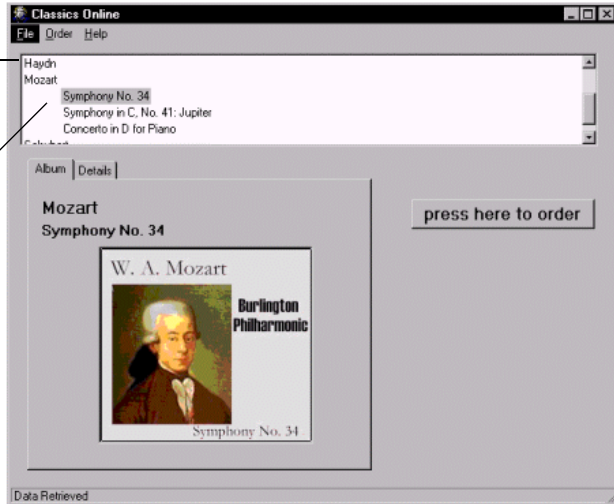 Classics Online
File Order Help
Haydn
Mozart
Symphony No. 34
Symphony in C, No. 41: Jupiter
Concerto in D for Piano
Schubert
Album Details
Mozart
Symphony No. 34
press here to order
W. A. Mozart
Burlington
Philharmonic
Symphony No. 34
Data Retrieved